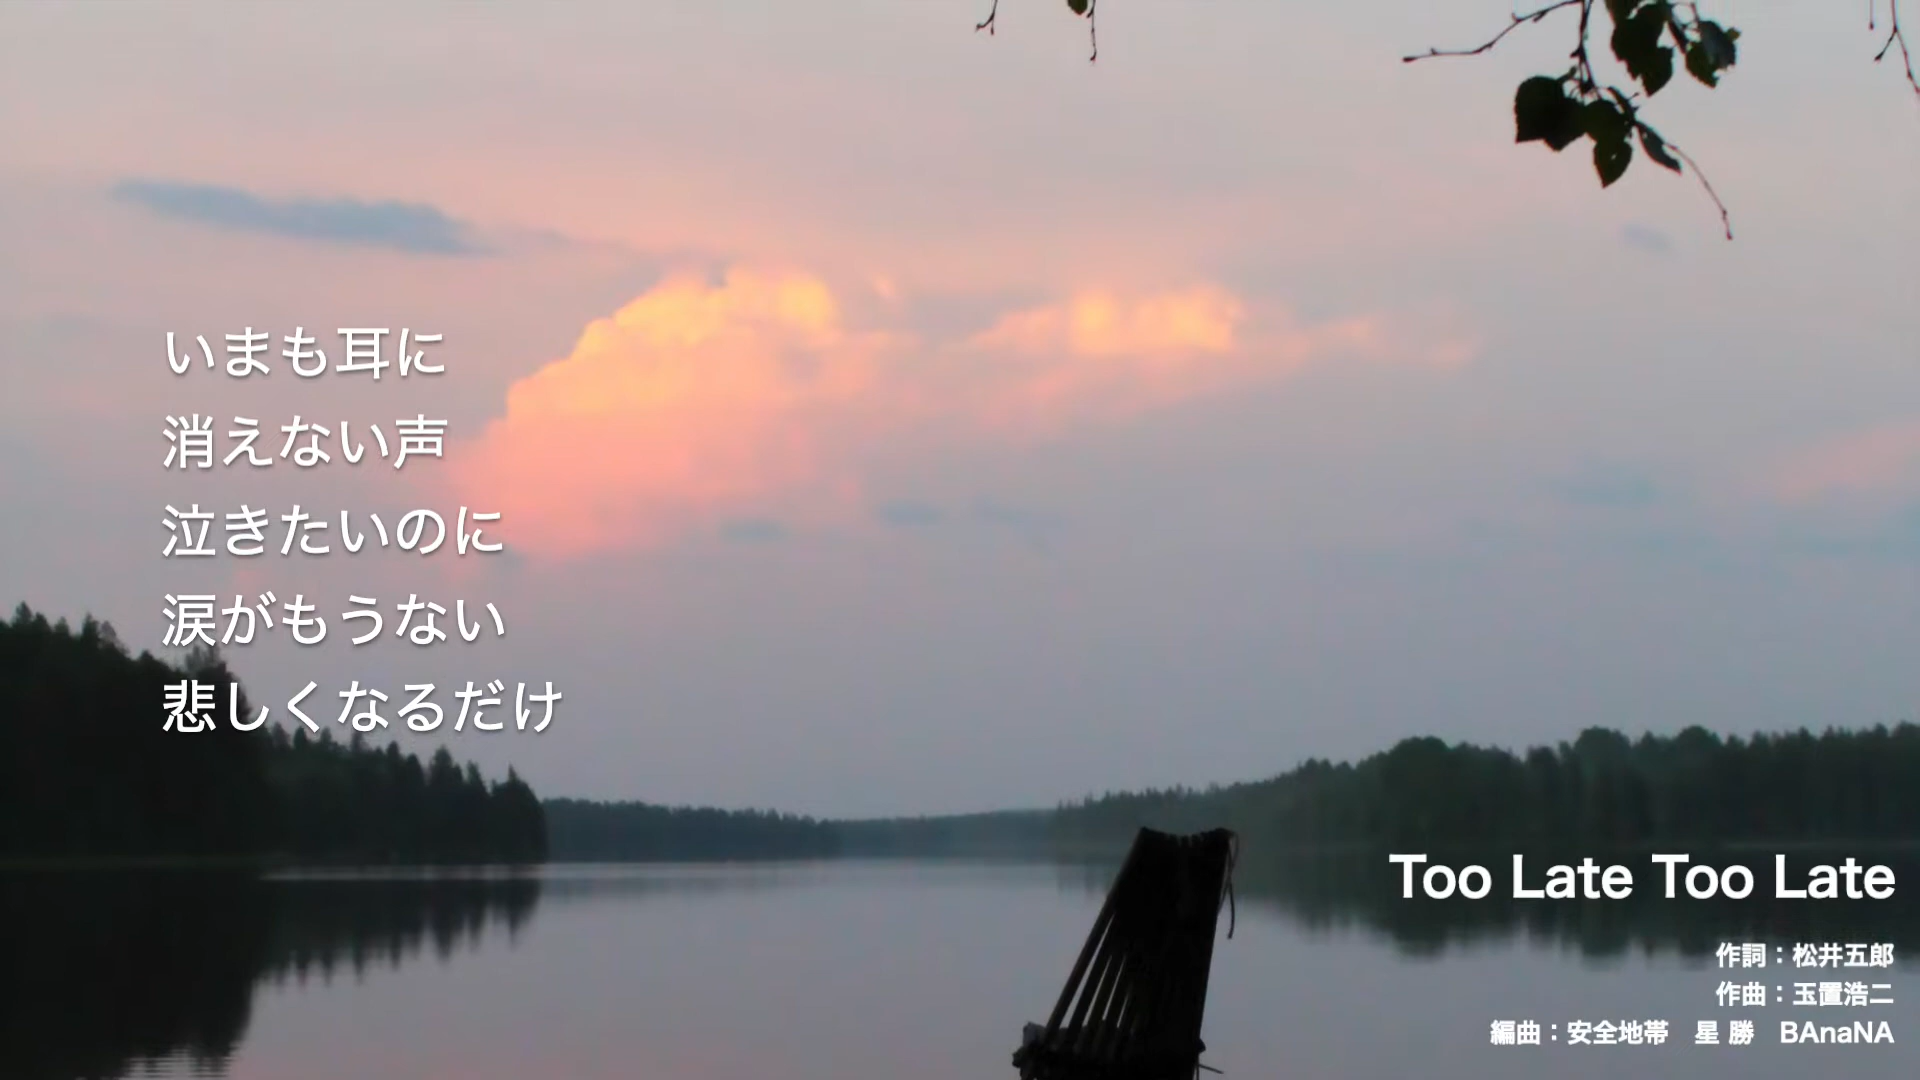 いまも耳に
消えない声
泣きたいのに
涙がもうない
悲しくなるだけ
Too Late Too Late
作詞：松井五郎
作曲：玉置浩二
編曲：安全地帯　星 勝　BAnaNA